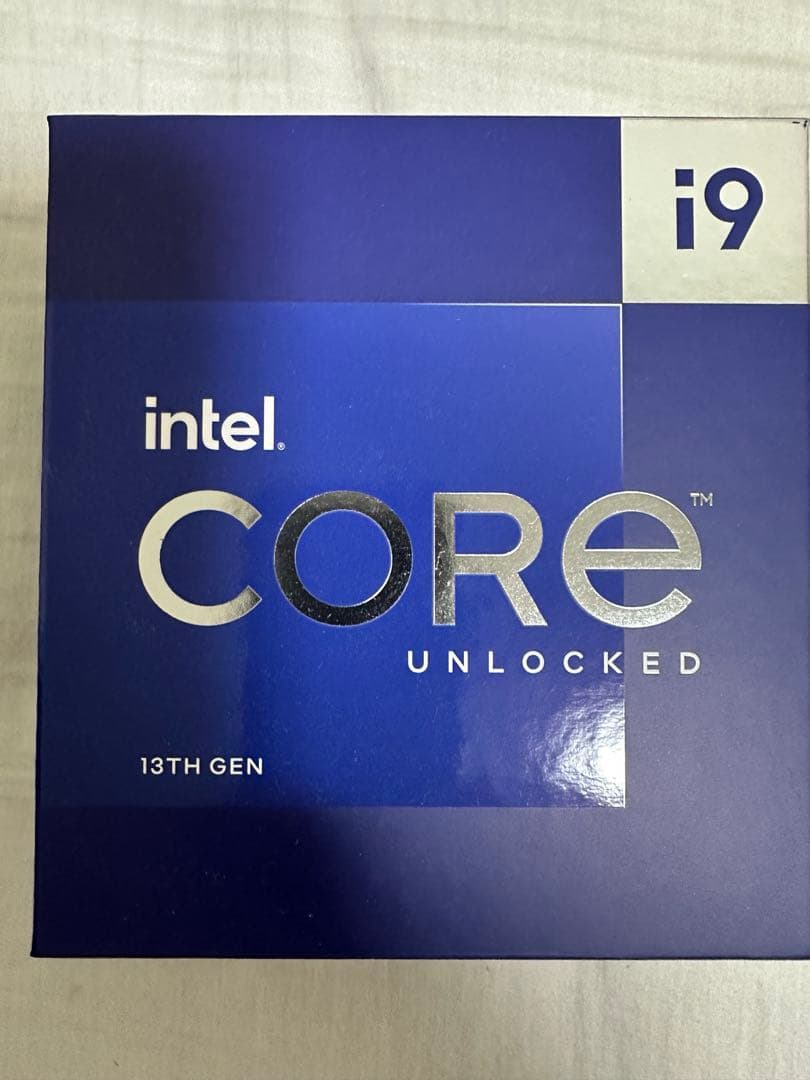 i9
intel®
CORE™
UNLOCKED
13TH GEN